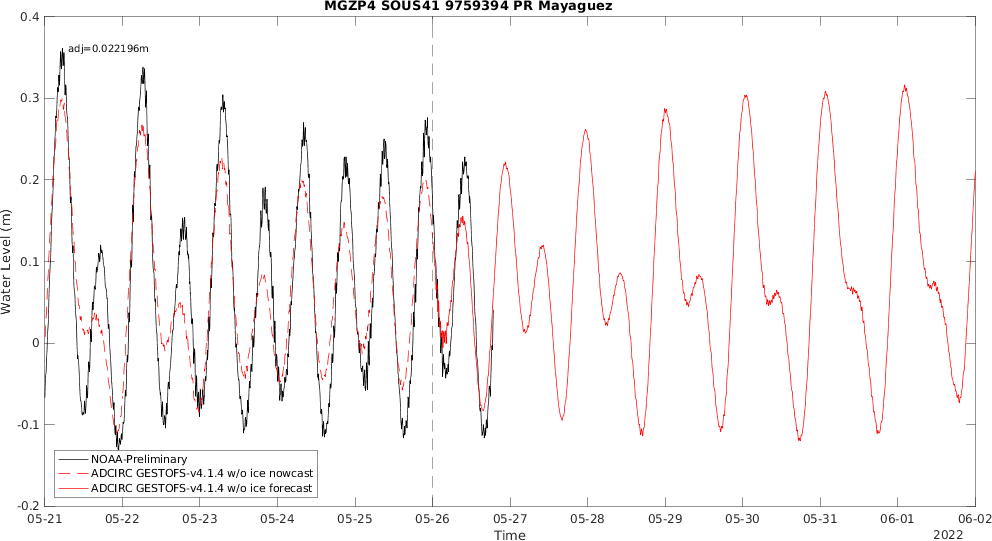 MGZP4 SOUS41 9759394 PR Mayaguez
adj=0.022196m
0.4
0.3
0.2
0.1
0
-0.1
-0.2
Water Level (m)
NOAA-Preliminary
ADCIRC GESTOFS-v4.1.4 w/o ice nowcast
ADCIRC GESTOFS-v4.1.4 w/o ice forecast
05-21 05-22 05-23 05-24 05-25 05-26 05-27 05-28 05-29 05-30 05-31 06-01 06-02
Time
2022